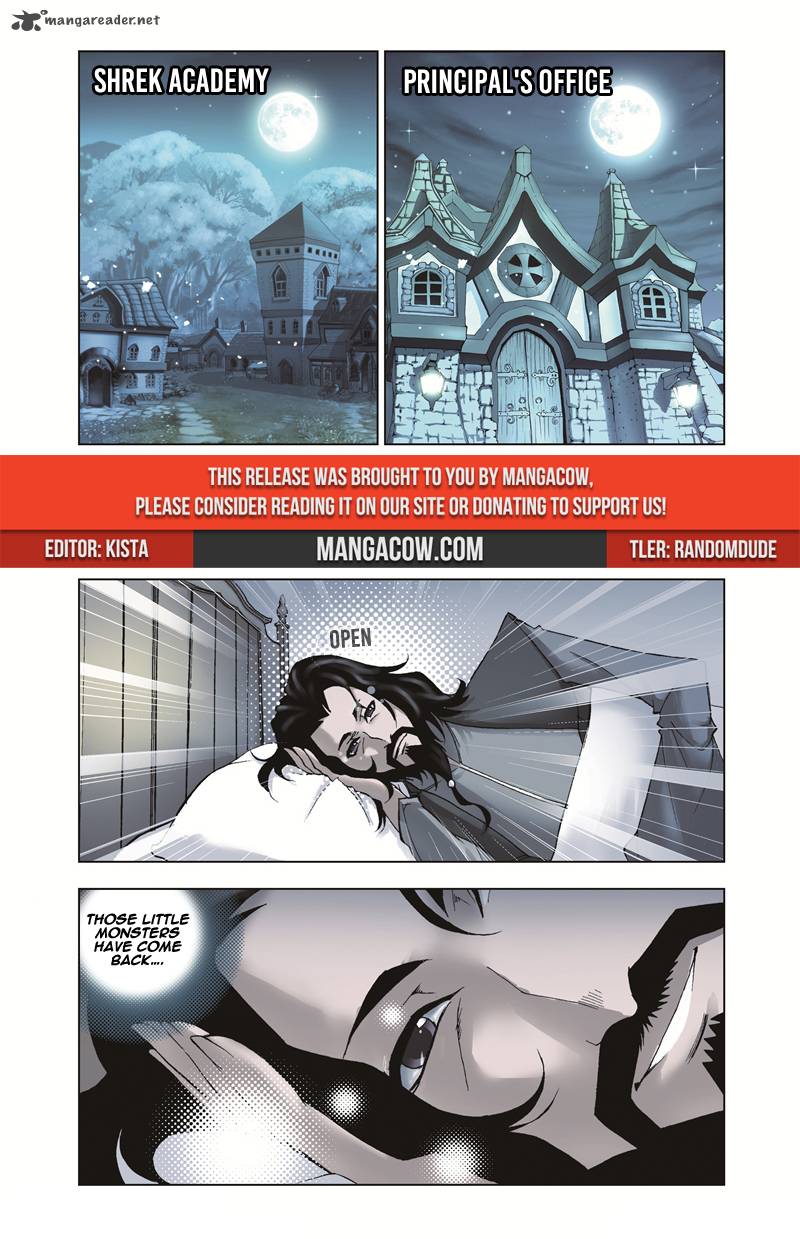 mangareader.net
SHREK ACADEMY
PRINCIPAL'S OFFICE
THIS RELEASE WAS BROUGHT TO YOU BY MANGACOW,
PLEASE CONSIDER READING IT ON OUR SITE OR DONATING TO SUPPORT US!
EDITOR: KISTA
MANGACOW.COM
TLER: RANDOMDUDE
OPEN
THOSE LITTLE
MONSTERS
HAVE COME
BACK....